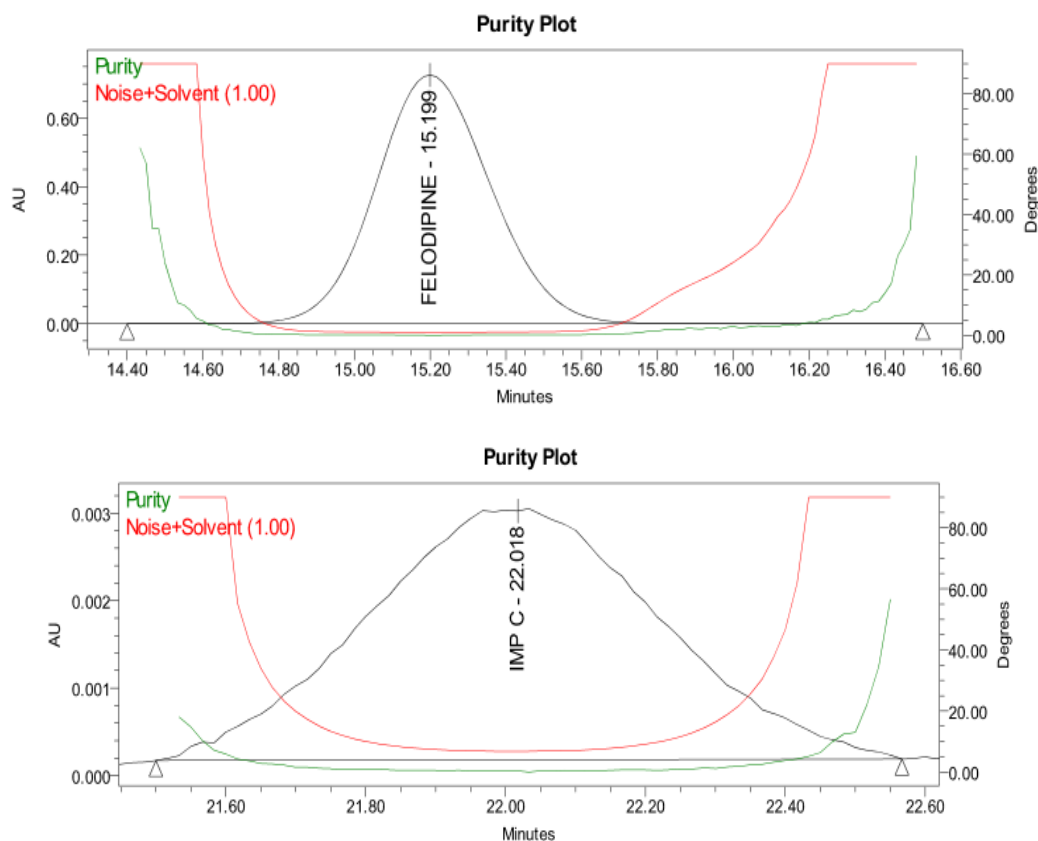 Purity Plot
Purity
Noise+Solvent (1.00)
FELODIPINE - 15.199
AU
0.60
0.40
0.20
0.00
80.00
60.00
40.00
20.00
0.00
Degrees
14.40 14.60 14.80 15.00 15.20 15.40 15.60 15.80 16.00 16.20 16.40 16.60
Minutes
Purity Plot
Purity
Noise+Solvent (1.00)
IMP C - 22.018
AU
0.003
0.002
0.001
0.000
80.00
60.00
40.00
20.00
0.00
Degrees
21.60 21.80 22.00 22.20 22.40 22.60
Minutes